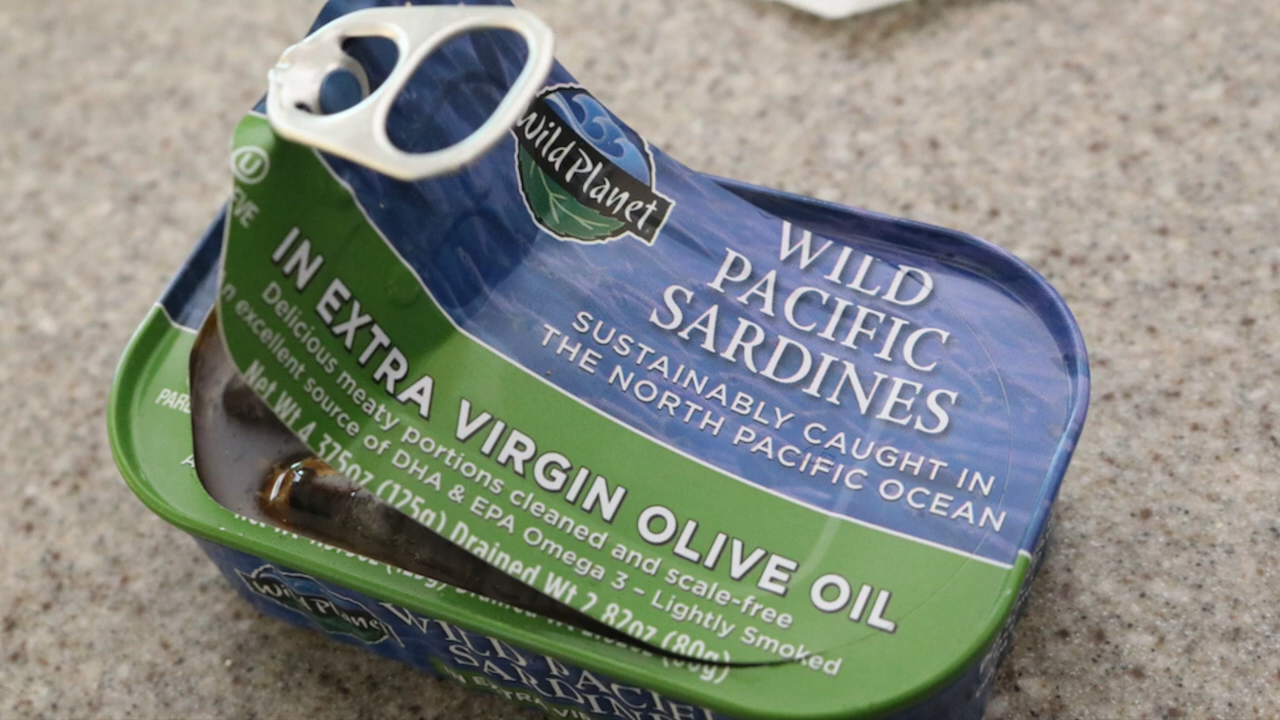 U
Wild Planet
WILD
PACIFIC
SARDINES
SUSTAINABLY CAUGHT IN
THE NORTH PACIFIC OCEAN
IN EXTRA VIRGIN OLIVE OIL
Delicious meaty portions cleaned and scale-free
excellent source of DHA & EPA Omega 3 – Lightly Smoked
Net Wt 4.375oz (125g) Drained Wt 2.82oz (80g)
Wild Planet
WILD PACIFI
SARDINE